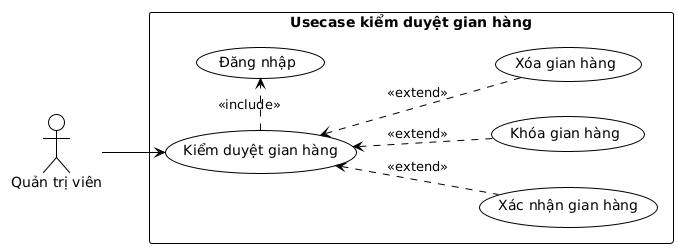 Usecase kiểm duyệt gian hàng
Đăng nhập
Xóa gian hàng
«extend»
«include»
«extend»
Khóa gian hàng
Kiểm duyệt gian hàng
«extend»
Quản trị viên
Xác nhận gian hàng